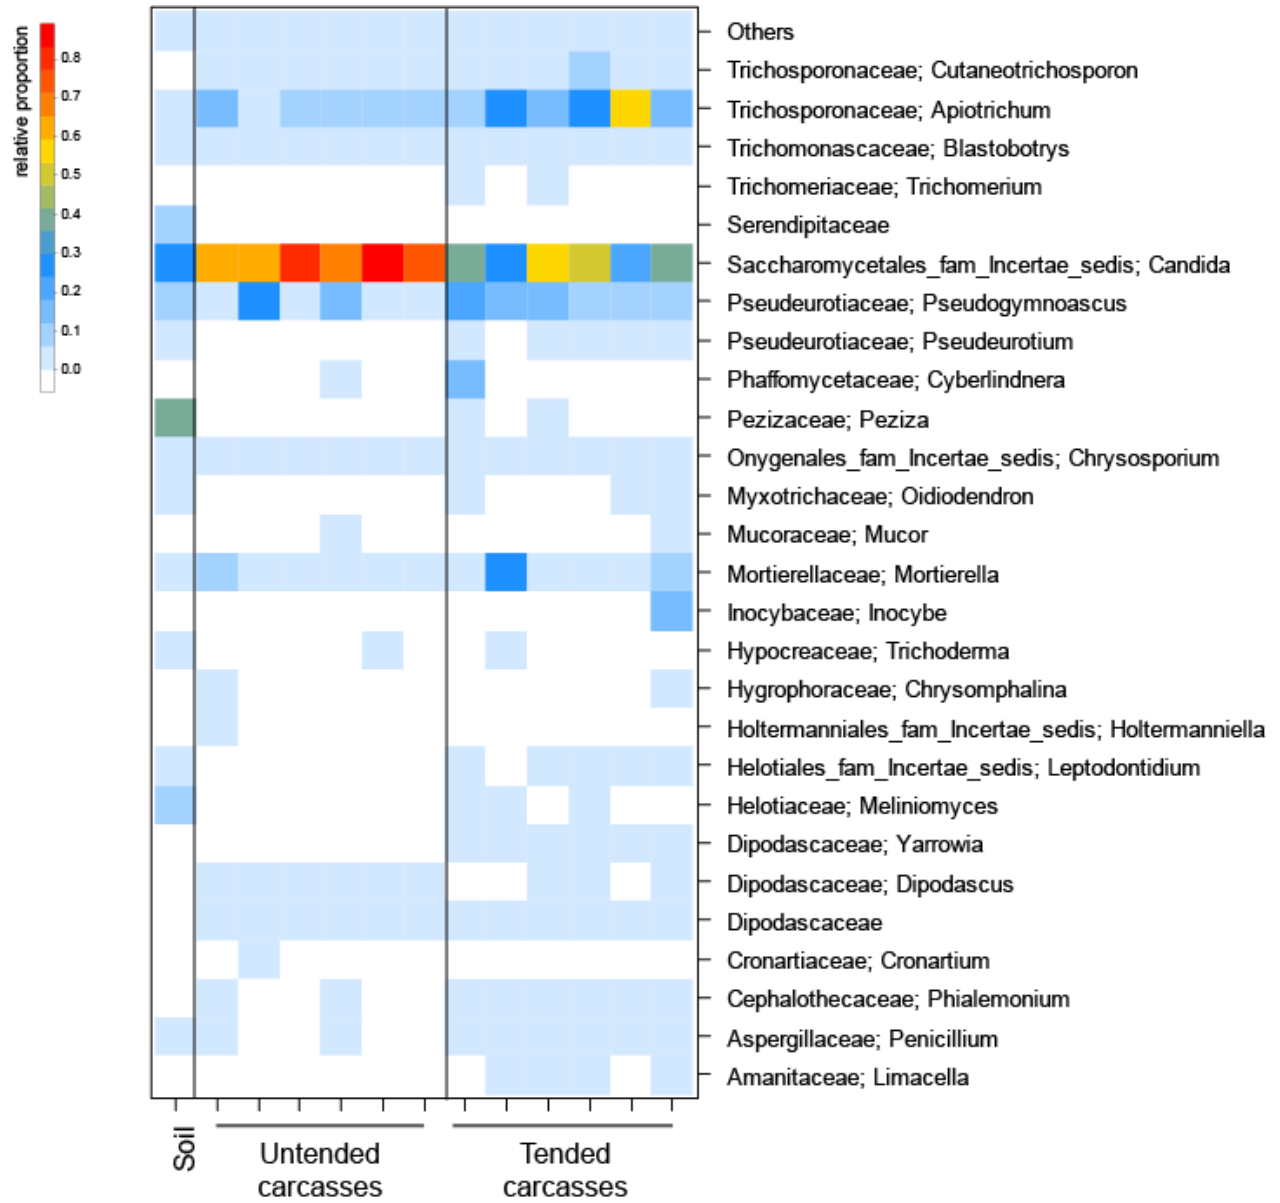 relative proportion
0.8
0.7
0.6
0.5
0.4
0.3
0.2
0.1
0.0
Others
Trichosporonaceae; Cutaneotrichosporon
Trichosporonaceae; Apiotrichum
Trichomonascaceae; Blastobotrys
Trichomeriaceae; Trichomerium
Serendipitaceae
Saccharomycetales_fam_Incertae_sedis; Candida
Pseudeurotiaceae; Pseudogymnoascus
Pseudeurotiaceae; Pseudeurotium
Phaffomycetaceae; Cyberlindnera
Pezizaceae; Peziza
Onygenales_fam_Incertae_sedis; Chrysosporium
Myxotrichaceae; Oidiodendron
Mucoraceae; Mucor
Mortierellaceae; Mortierella
Inocybaceae; Inocybe
Hypocreaceae; Trichoderma
Hygrophoraceae; Chrysomphalina
Holtermanniales_fam_Incertae_sedis; Holtermanniella
Helotiales_fam_Incertae_sedis; Leptodontidium
Helotiaceae; Meliniomyces
Dipodascaceae; Yarrowia
Dipodascaceae; Dipodascus
Dipodascaceae
Cronartiaceae; Cronartium
Cephalothecaceae; Phialemonium
Aspergillaceae; Penicillium
Amanitaceae; Limacella
Soil
Untended
carcasses
Tended
carcasses